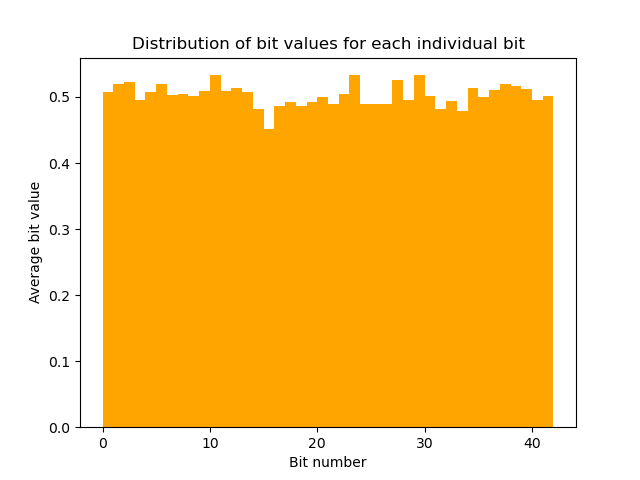 Distribution of bit values for each individual bit
0.5
0.4
0.3
0.2
0.1
0.0
Average bit value
0 10 20 30 40
Bit number